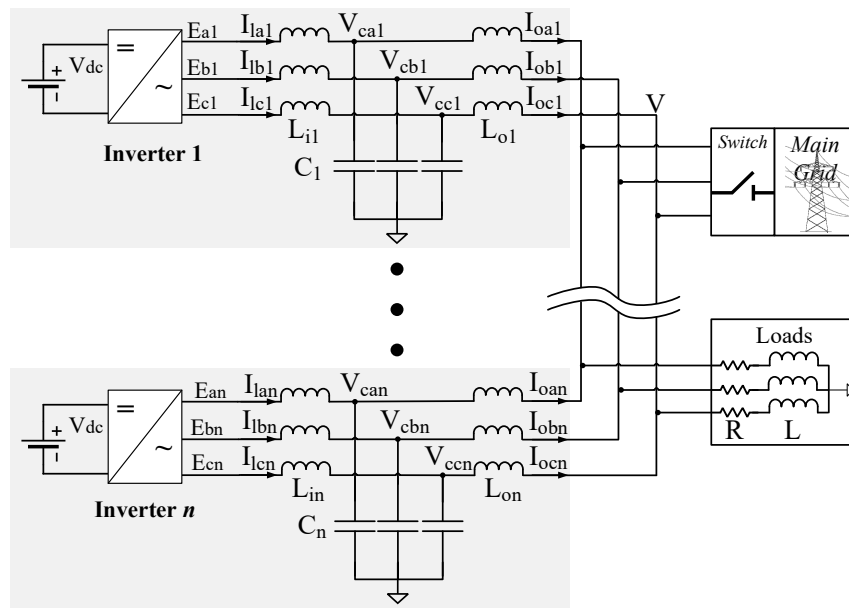 Ea1
Ila1
Vca1
Ioa1
Vdc
+
=
~
Eb1
Ilb1
Vcb1
Iob1
Ec1
Ilc1
Vcc1
Ioc1
V
Inverter 1
Li1
Lo1
C1
Switch
Main
Grid
Loads
R
L
Ean
Ilan
Vcan
Ioan
Vdc
+
=
~
Ebn
Ilbn
Vcbn
Iobn
Ecn
Ilcn
Vccn
Iocn
Inverter n
Lin
Lon
Cn